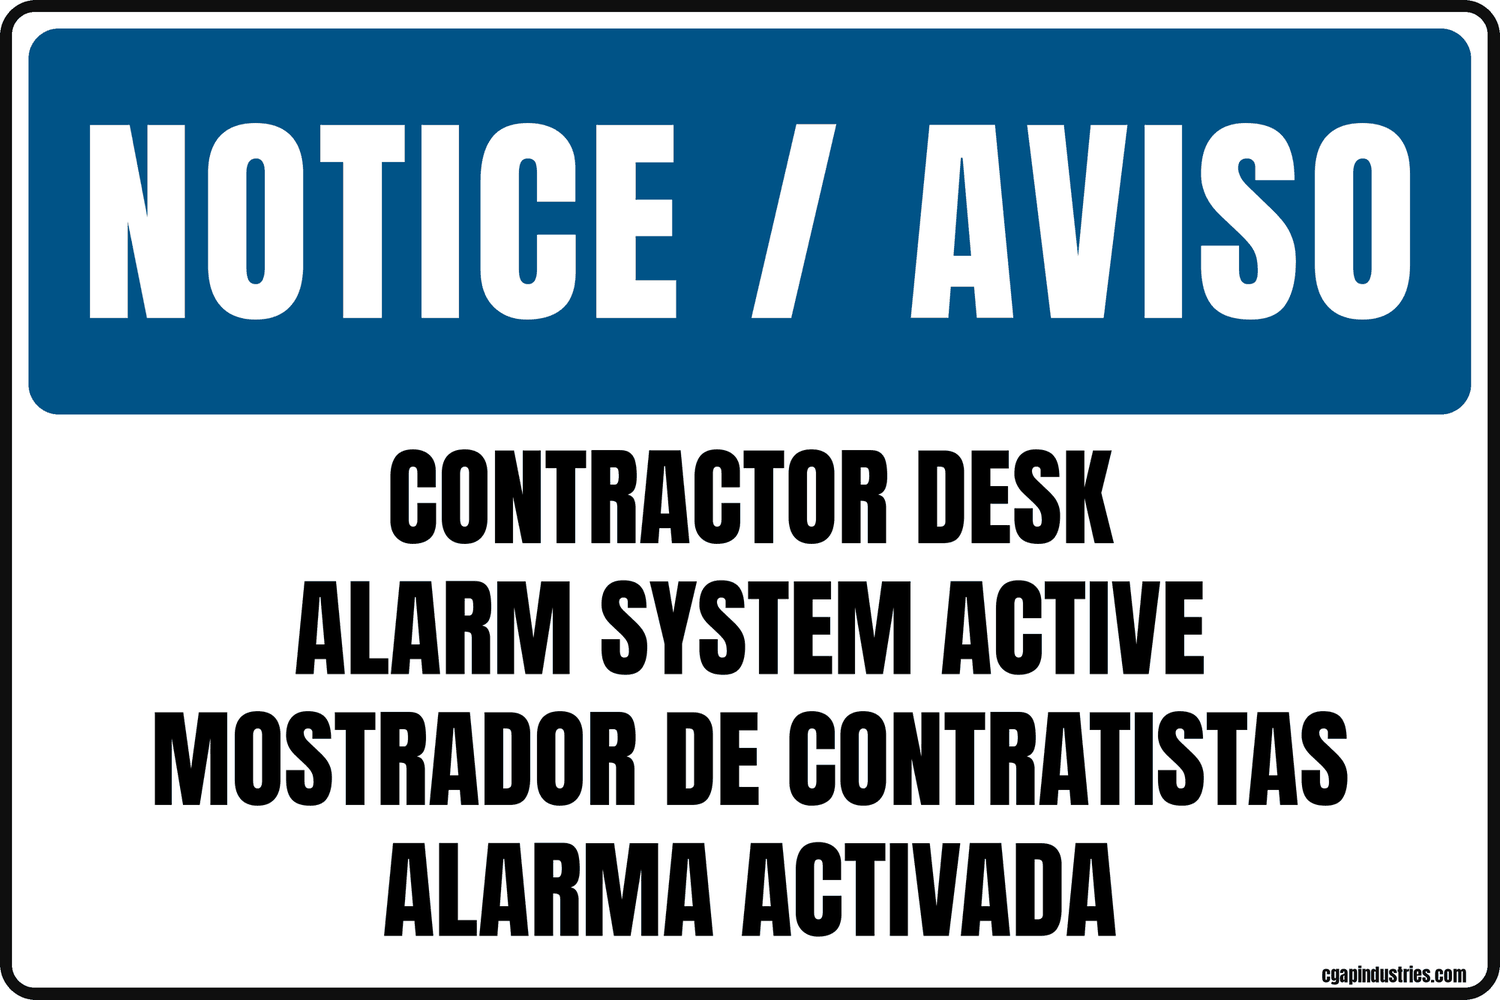 NOTICE / AVISO
CONTRACTOR DESK
ALARM SYSTEM ACTIVE
MOSTRADOR DE CONTRATISTAS
ALARMA ACTIVADA
cgapindustries.com